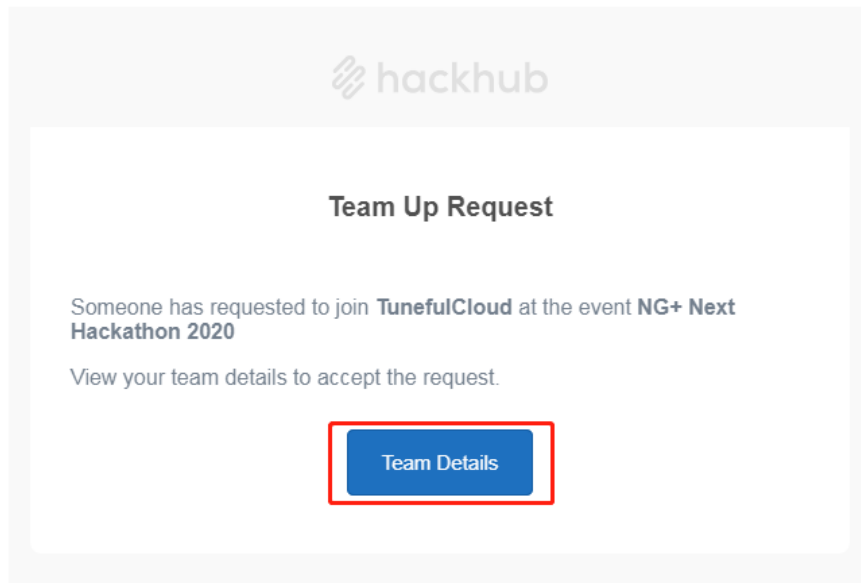 hackhub
Team Up Request
Someone has requested to join TunefulCloud at the event NG+ Next
Hackathon 2020
View your team details to accept the request.
Team Details